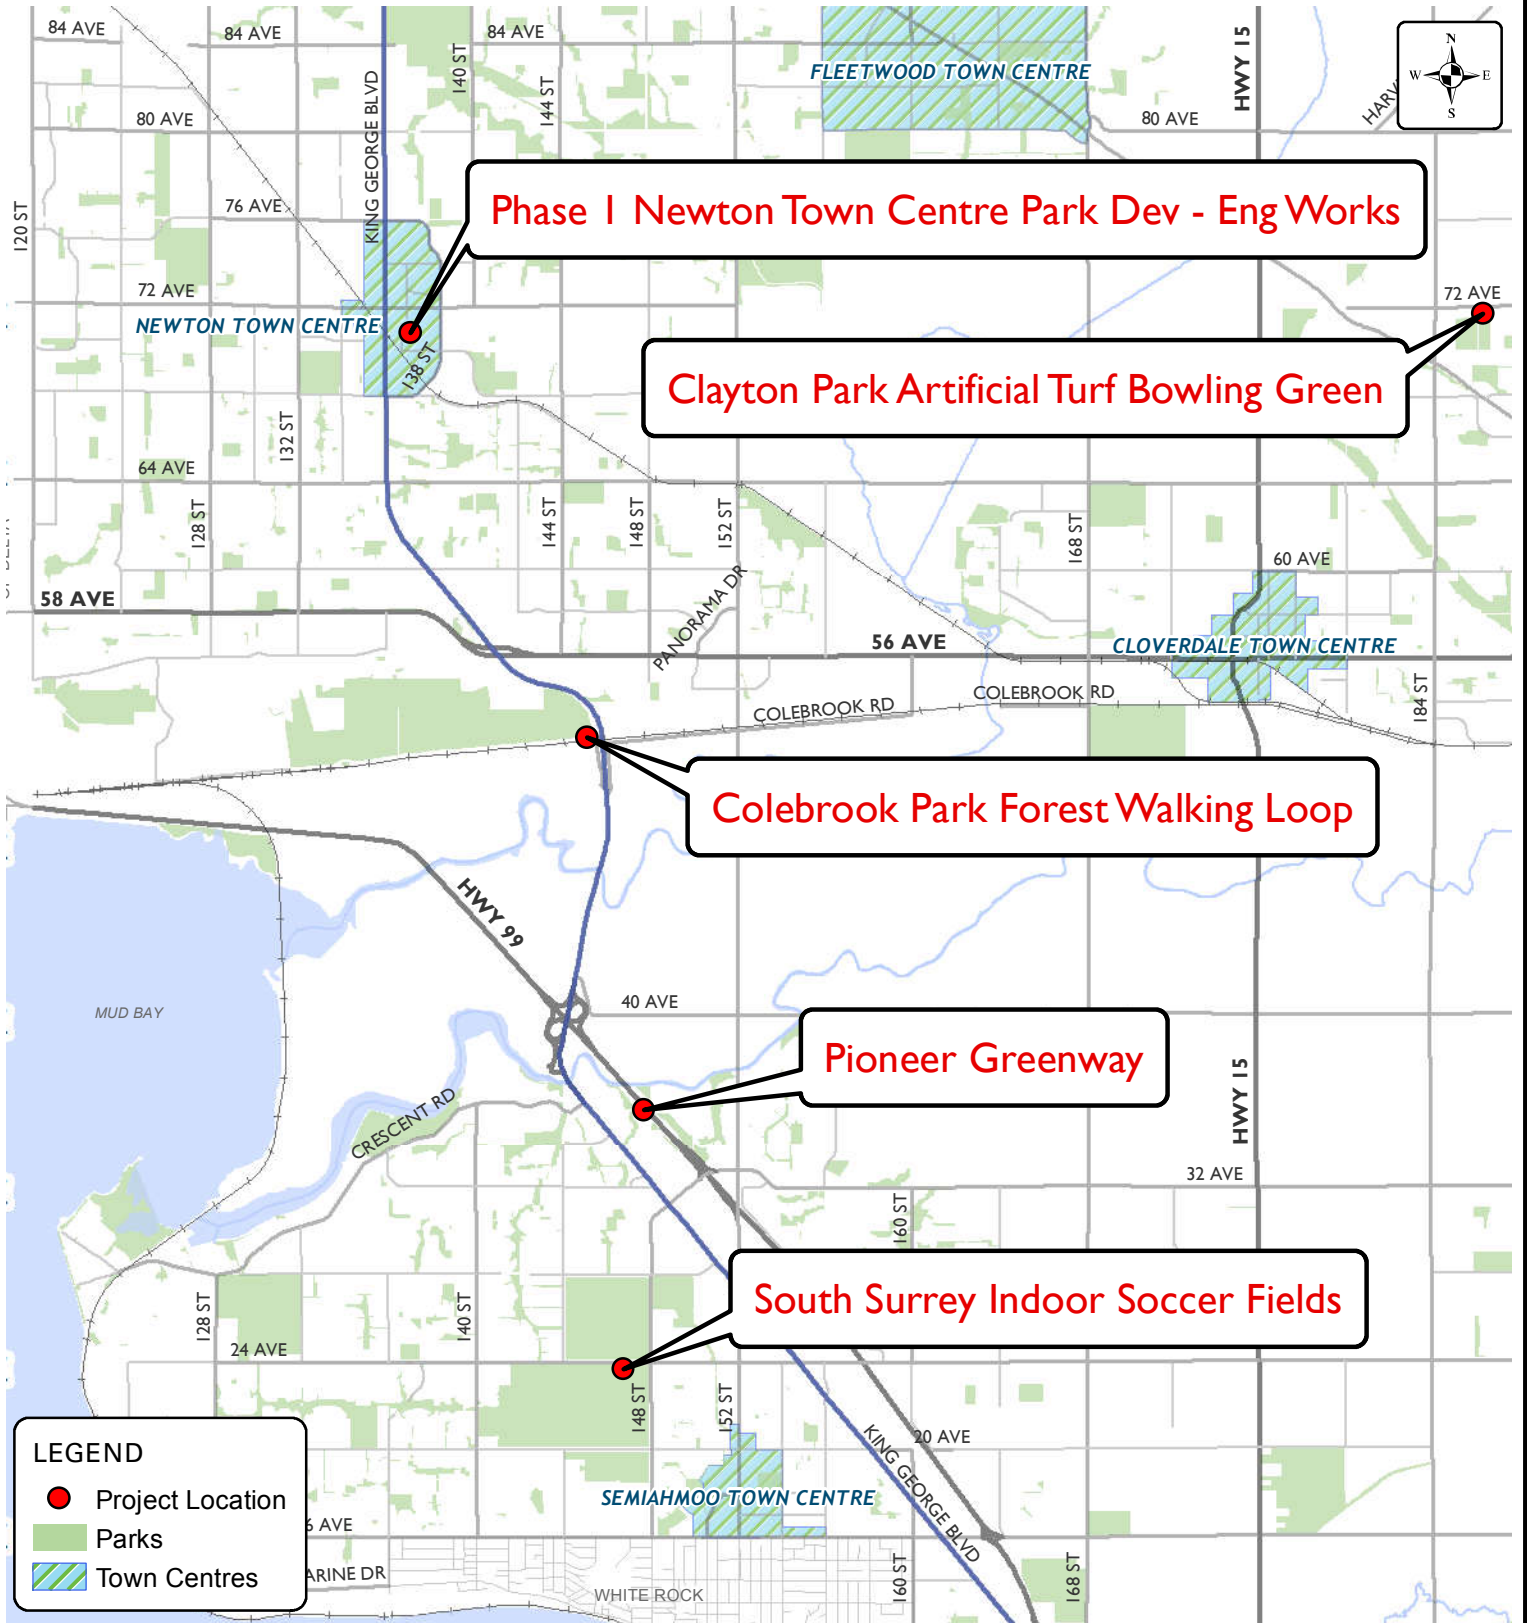 84 AVE
84 AVE
84 AVE
140 ST
144 ST
KING GEORGE BLVD
FLEETWOOD TOWN CENTRE
HWY 15
N
W
E
S
80 AVE
80 AVE
76 AVE
120 ST
Phase 1 Newton Town Centre Park Dev - Eng Works
72 AVE
72 AVE
NEWTON TOWN CENTRE
138 ST
Clayton Park Artificial Turf Bowling Green
132 ST
64 AVE
128 ST
144 ST
148 ST
152 ST
168 ST
60 AVE
58 AVE
PANORAMA DR
56 AVE
CLOVERDALE TOWN CENTRE
COLEBROOK RD
COLEBROOK RD
184 ST
Colebrook Park Forest Walking Loop
HWY 99
MUD BAY
40 AVE
Pioneer Greenway
HWY 15
CRESCENT RD
32 AVE
160 ST
South Surrey Indoor Soccer Fields
128 ST
140 ST
24 AVE
148 ST
152 ST
KING GEORGE BLVD
20 AVE
SEMIAHMOO TOWN CENTRE
LEGEND
Project Location
Parks
Town Centres
6 AVE
ARINE DR
WHITE ROCK
160 ST
168 ST